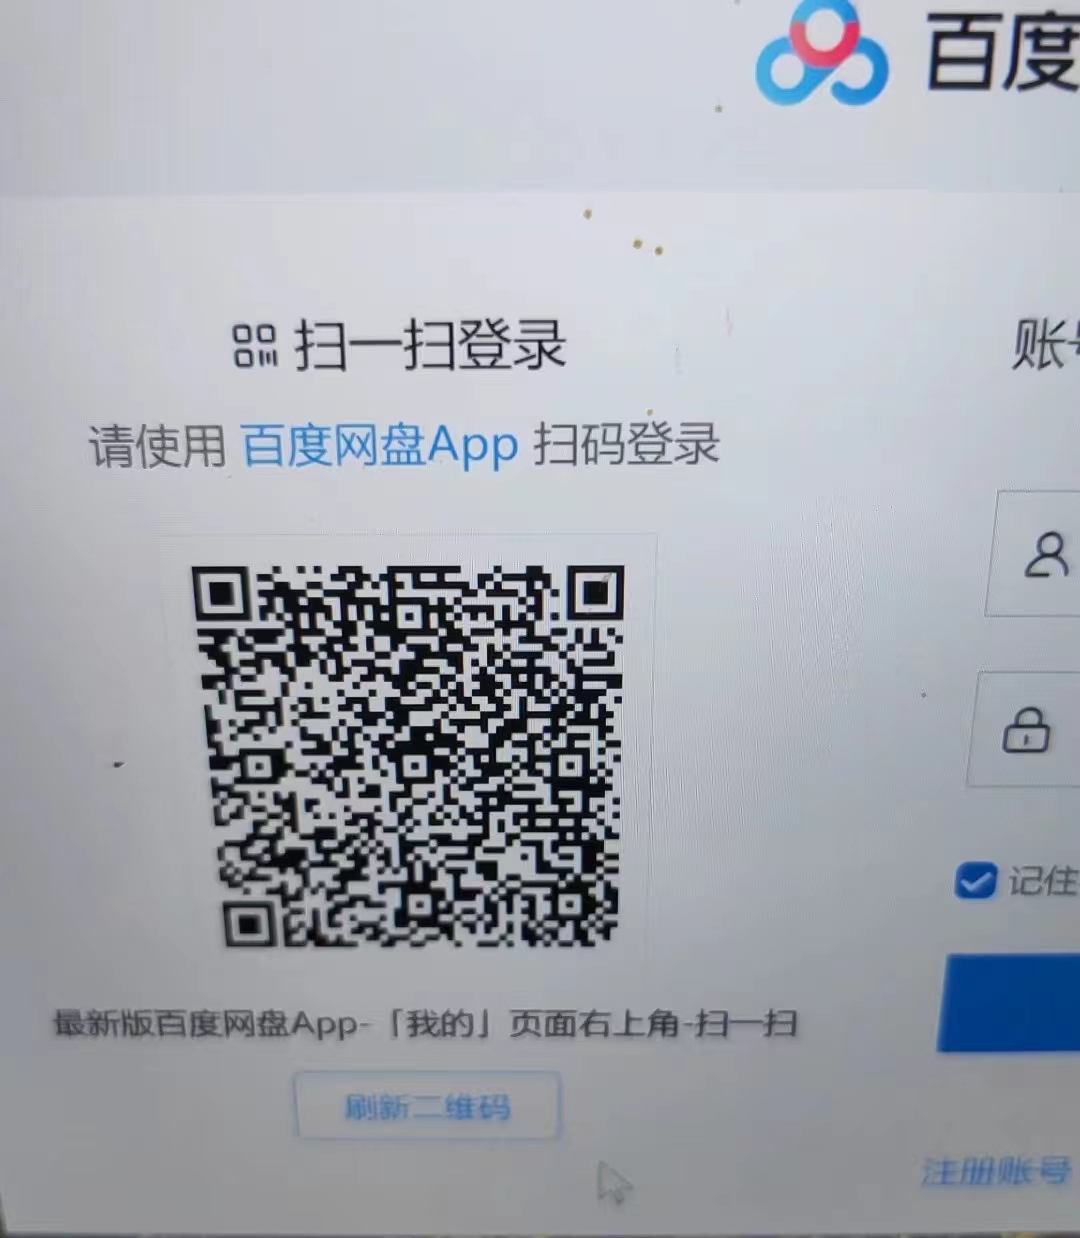 百度
扫一扫登录
账号
请使用 百度网盘App 扫码登录
记住
最新版百度网盘App-「我的」页面右上角-扫一扫
刷新二维码
注册账号